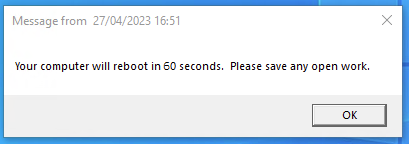 Message from 27/04/2023 16:51
Your computer will reboot in 60 seconds.  Please save any open work.
OK